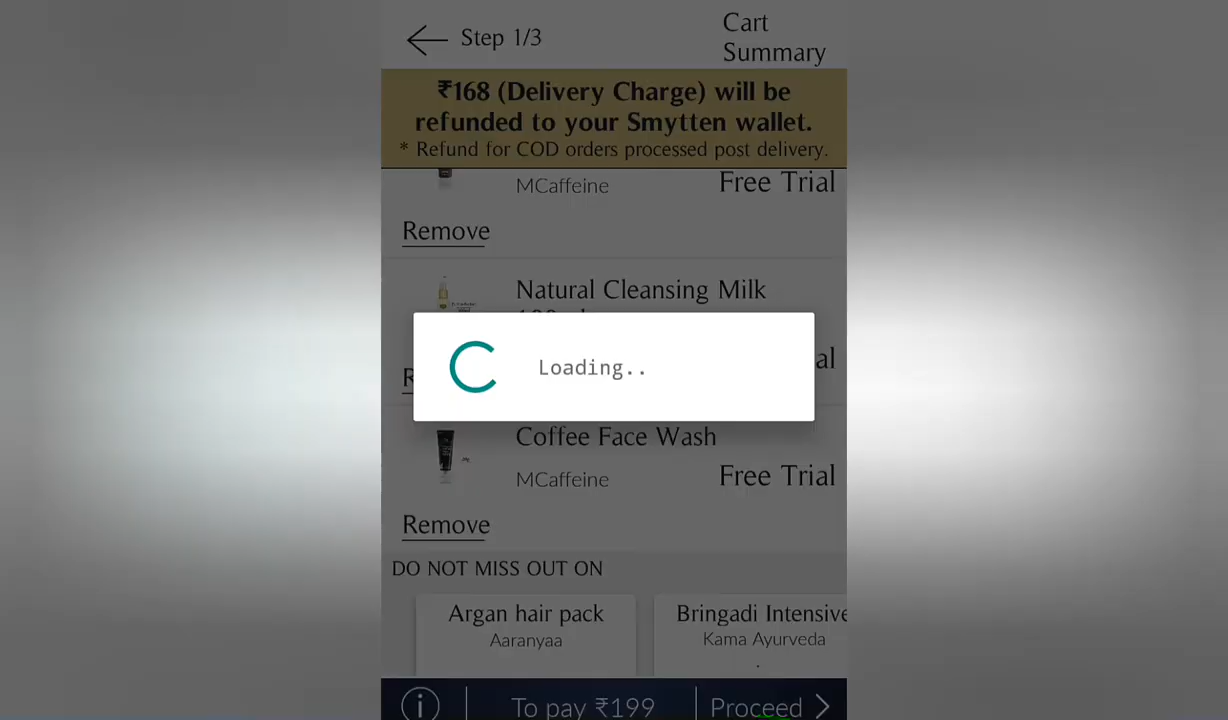 Step 1/3
Cart
Summary
₹168 (Delivery Charge) will be
refunded to your Smytten wallet.
* Refund for COD orders processed post delivery.
MCaffeine
Free Trial
Remove
Natural Cleansing Milk
Loading..
Coffee Face Wash
MCaffeine
Free Trial
Remove
DO NOT MISS OUT ON
Argan hair pack
Aaranyaa
Bringadi Intensive
Kama Ayurveda
To pay ₹199
Proceed